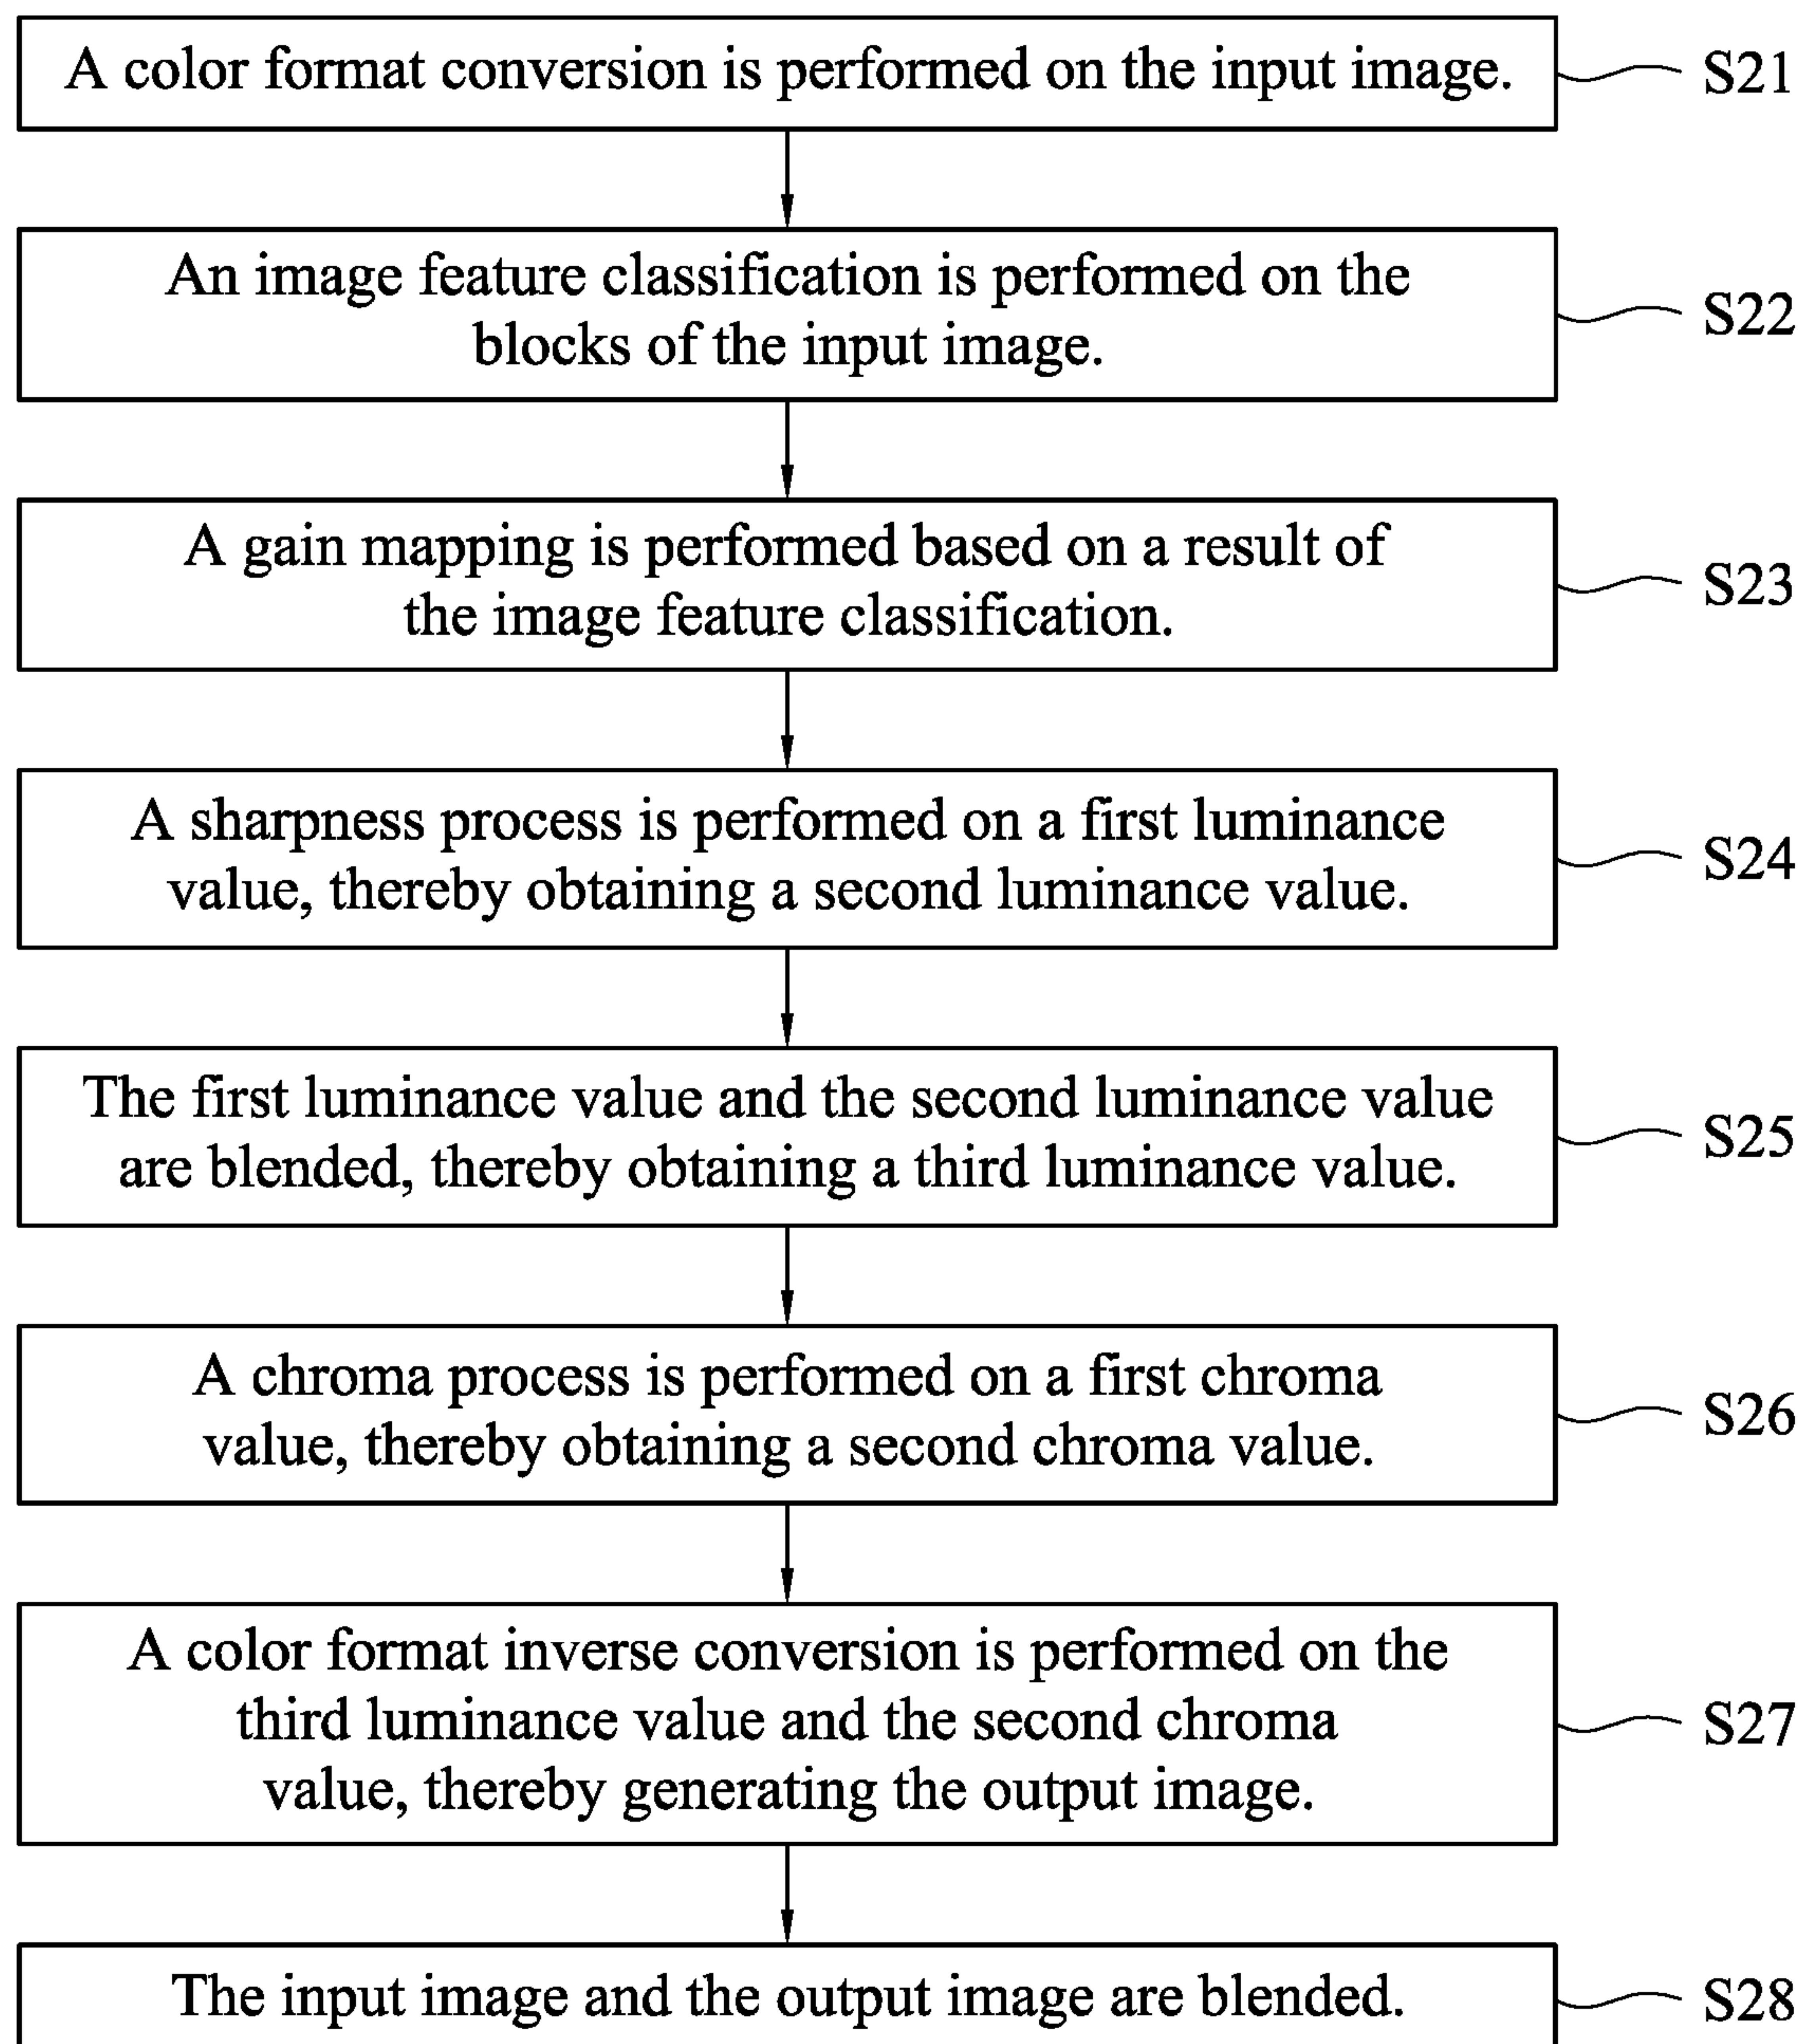 A color format conversion is performed on the input image.
S21
An image feature classification is performed on the
blocks of the input image.
S22
A gain mapping is performed based on a result of
the image feature classification.
S23
A sharpness process is performed on a first luminance
value, thereby obtaining a second luminance value.
S24
The first luminance value and the second luminance value
are blended, thereby obtaining a third luminance value.
S25
A chroma process is performed on a first chroma
value, thereby obtaining a second chroma value.
S26
A color format inverse conversion is performed on the
third luminance value and the second chroma
value, thereby generating the output image.
S27
The input image and the output image are blended.
S28